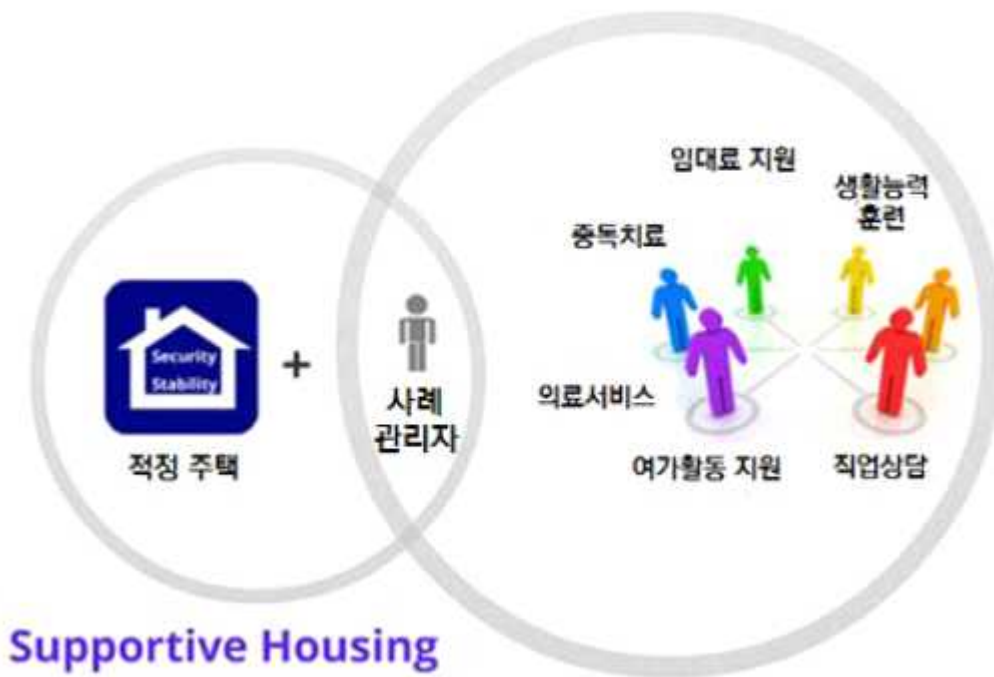 임대료 지원
생활능력
훈련
중독치료
Security
Stability
+
사례
관리자
의료서비스
적정 주택
여가활동 지원
직업상담
Supportive Housing